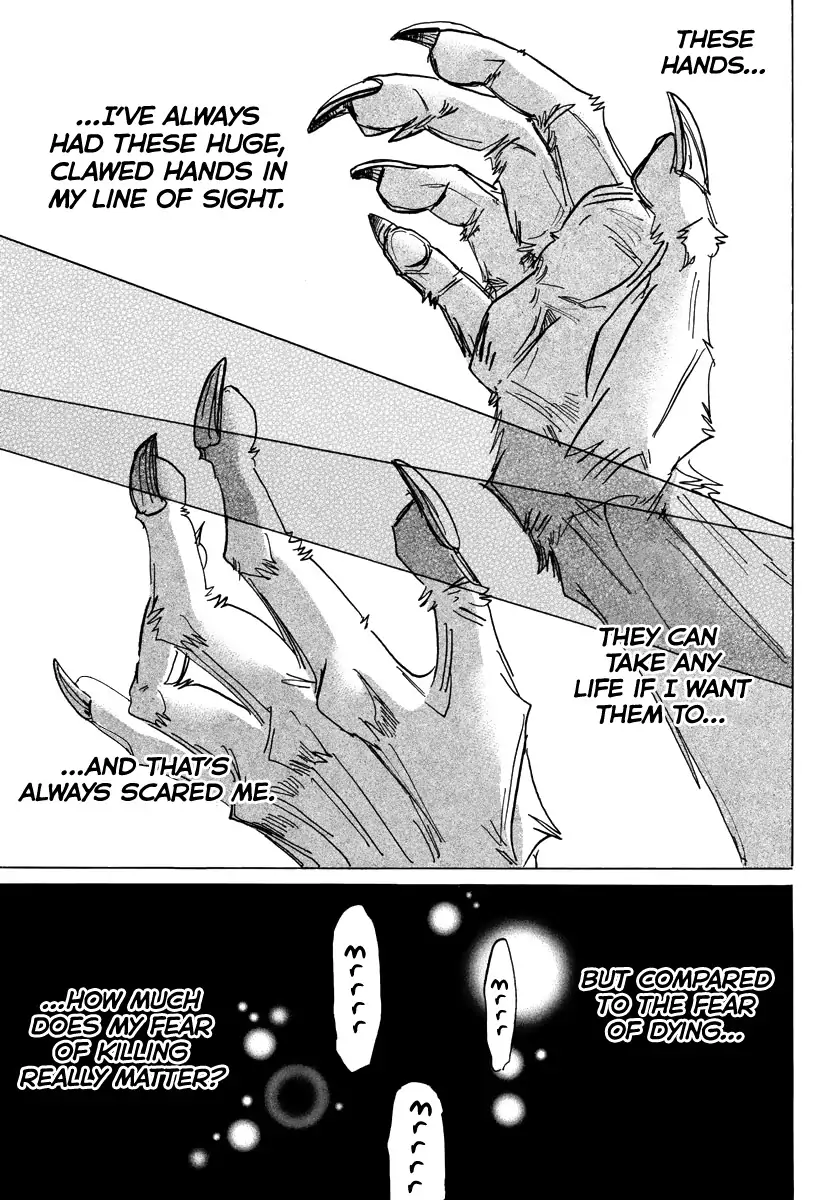 THESE
HANDS...
...I'VE ALWAYS
HAD THESE HUGE,
CLAWED HANDS IN
MY LINE OF SIGHT.
THEY CAN
TAKE ANY
LIFE IF I WANT
THEM TO...
...AND THAT'S
ALWAYS SCARED ME.
BUT COMPARED
TO THE FEAR
OF DYING...
mrrrr
mrrr
mrrrr
...HOW MUCH
DOES MY FEAR
OF KILLING
REALLY MATTER?